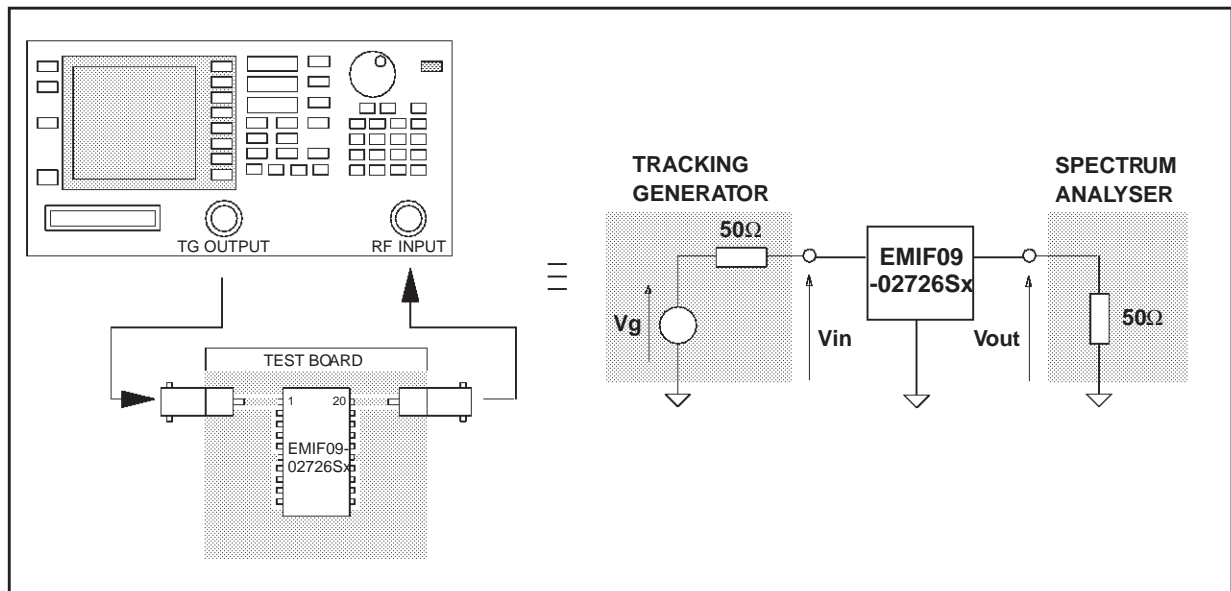 TG OUTPUT
RF INPUT
TEST BOARD
1
20
EMIF09-
02726Sx
TRACKING
GENERATOR
SPECTRUM
ANALYSER
50Ω
EMIF09
-02726Sx
50Ω
Vg
Vin
Vout